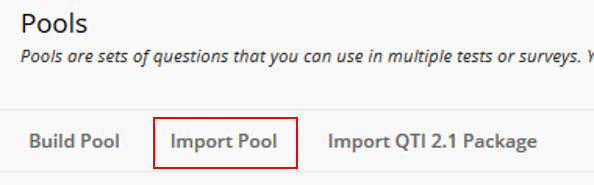 Pools
Pools are sets of questions that you can use in multiple tests or surveys. Y
Build Pool Import Pool Import QTI 2.1 Package